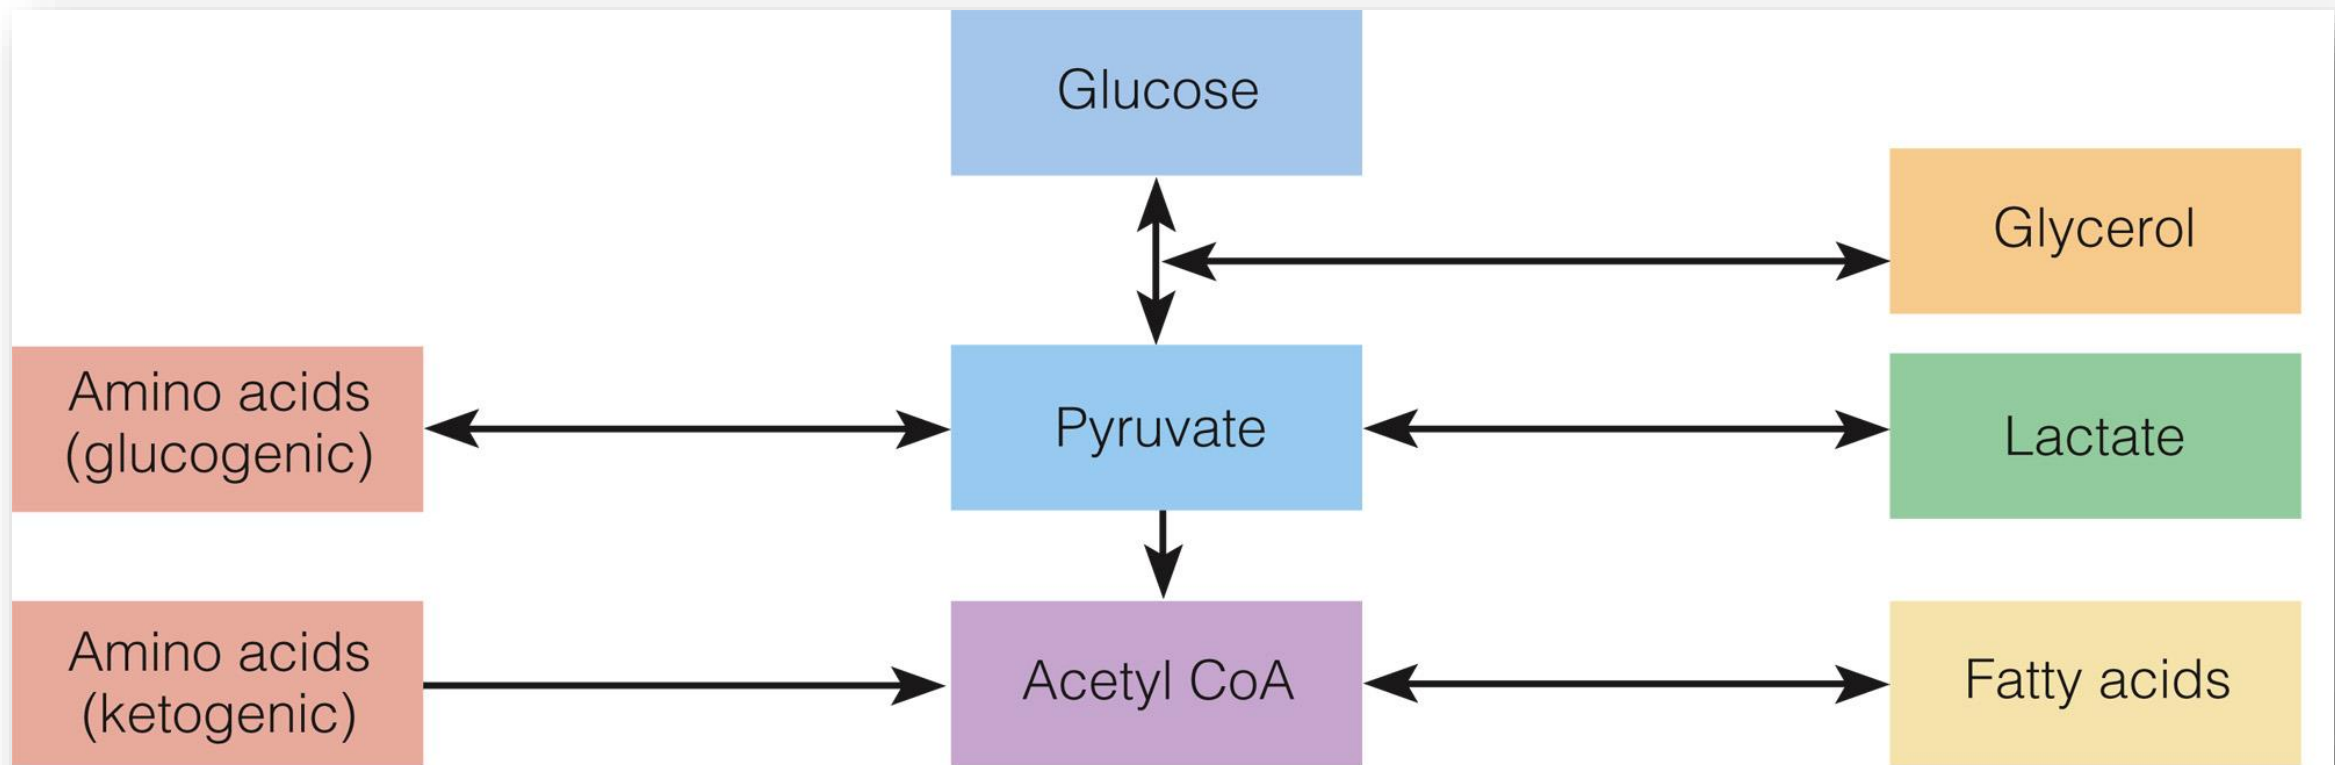 Glucose
Glycerol
Amino acids
(glucogenic)
Pyruvate
Lactate
Amino acids
(ketogenic)
Acetyl CoA
Fatty acids